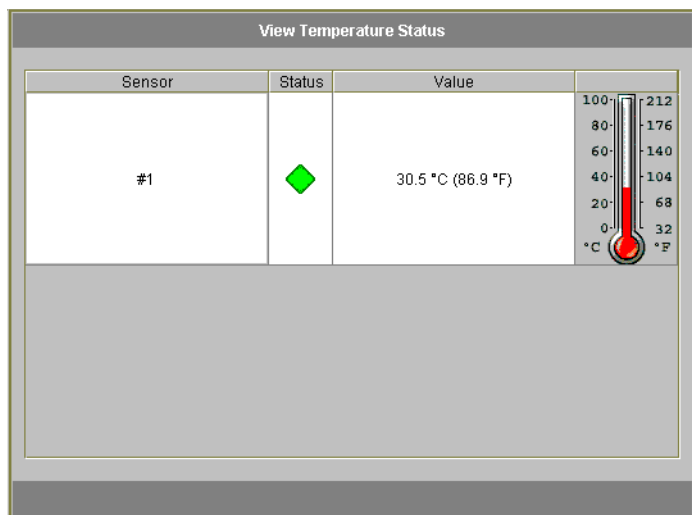 View Temperature Status
Sensor Status Value
#1 30.5 °C (86.9 °F)
100 212
80 176
60 140
40 104
20 68
0 32
°C °F